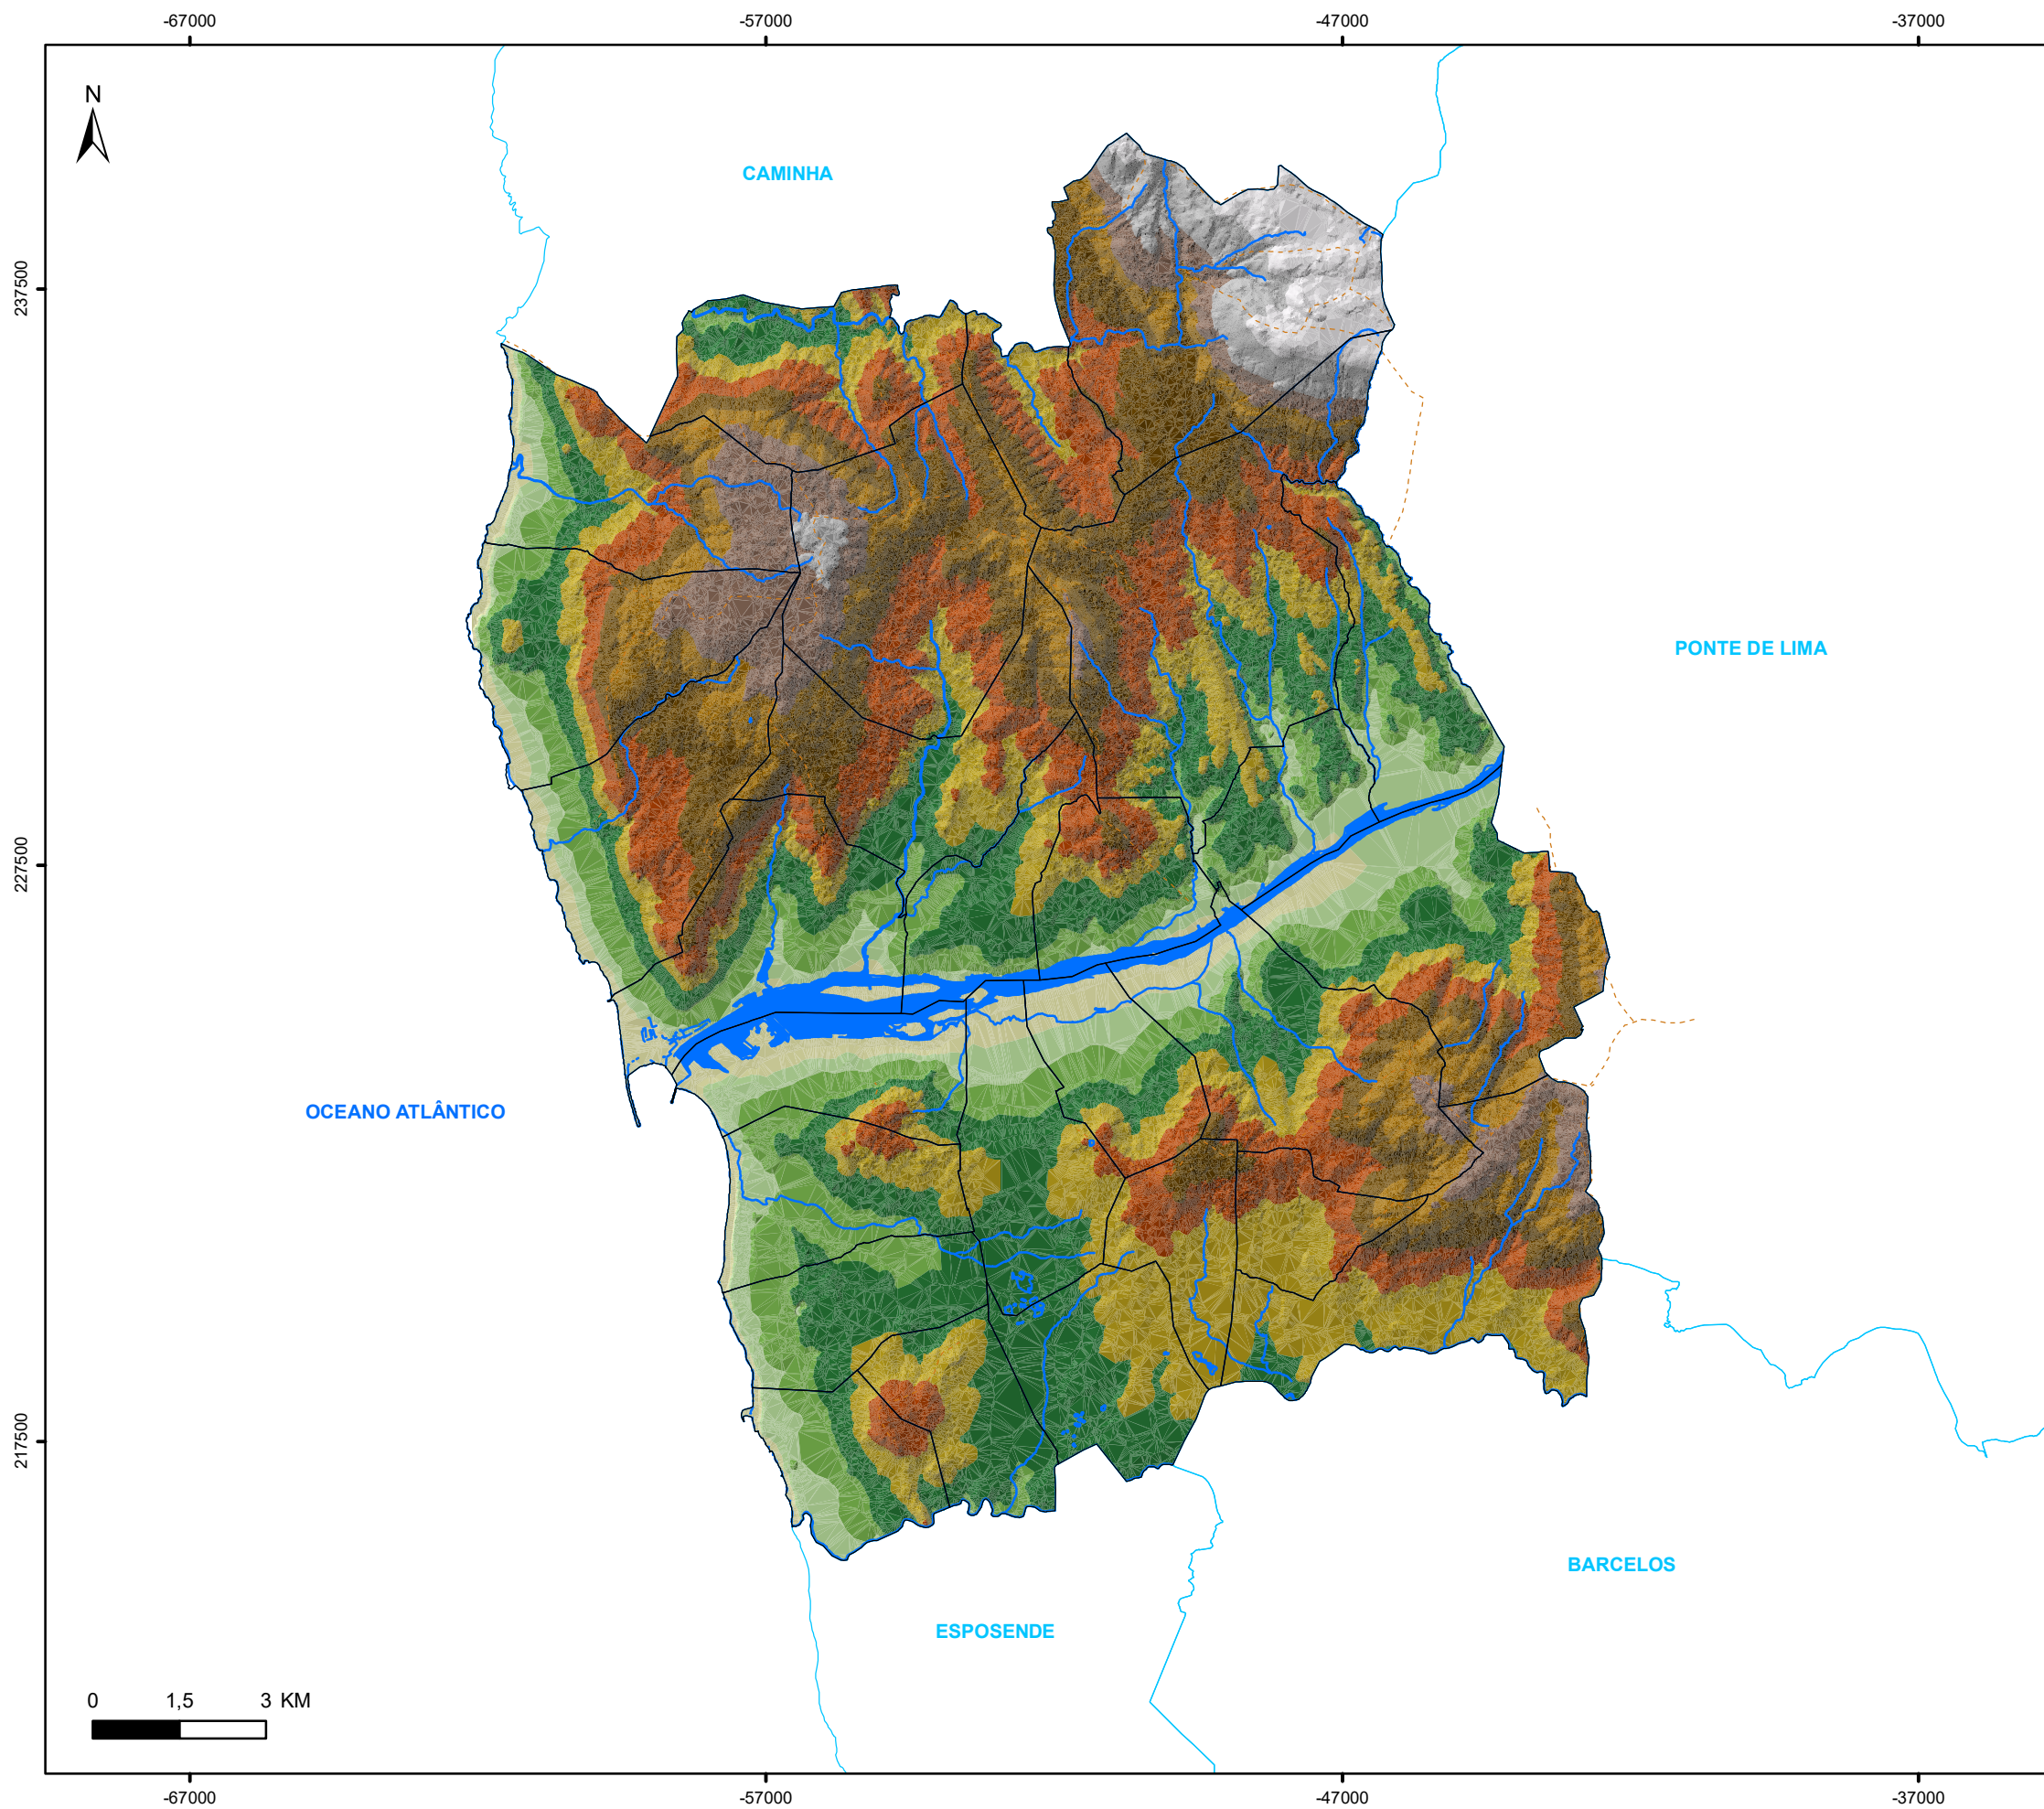 -67000
-57000
-47000
-37000
N
CAMINHA
237500
PONTE DE LIMA
227500
OCEANO ATLÂNTICO
217500
BARCELOS
ESPOSENDE
0 1,5 3 KM
-67000
-57000
-47000
-37000